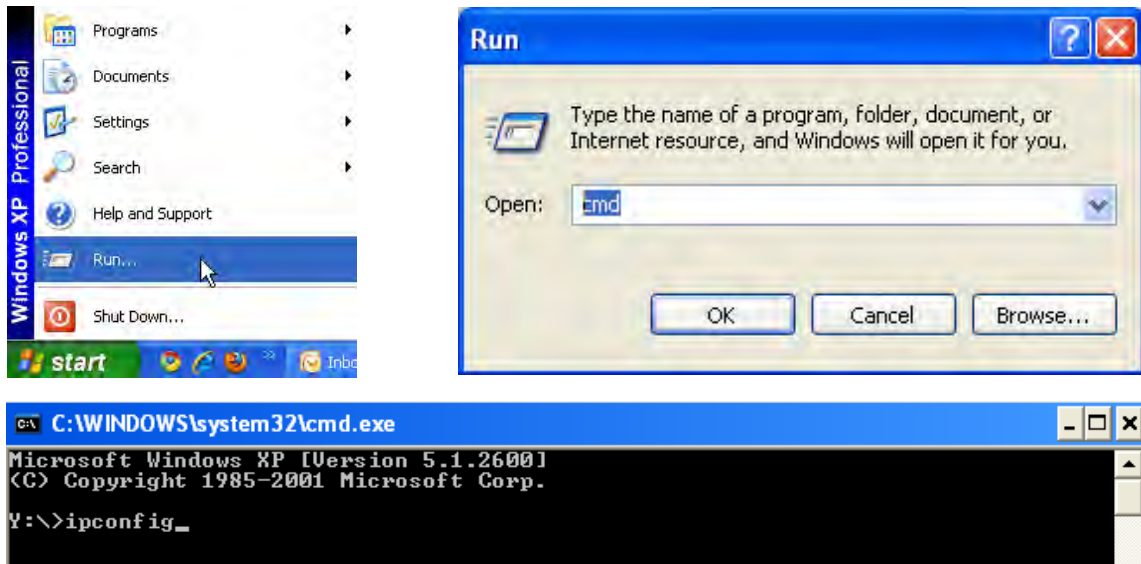 Windows XP Professional
Programs
Documents
Settings
Search
Help and Support
Run...
Shut Down...
start
Inbo
Run
Type the name of a program, folder, document, or
Internet resource, and Windows will open it for you.
Open: cmd
OK Cancel Browse...
C:\WINDOWS\system32\cmd.exe
Microsoft Windows XP [Version 5.1.2600]
(C) Copyright 1985-2001 Microsoft Corp.
Y:\>ipconfig_